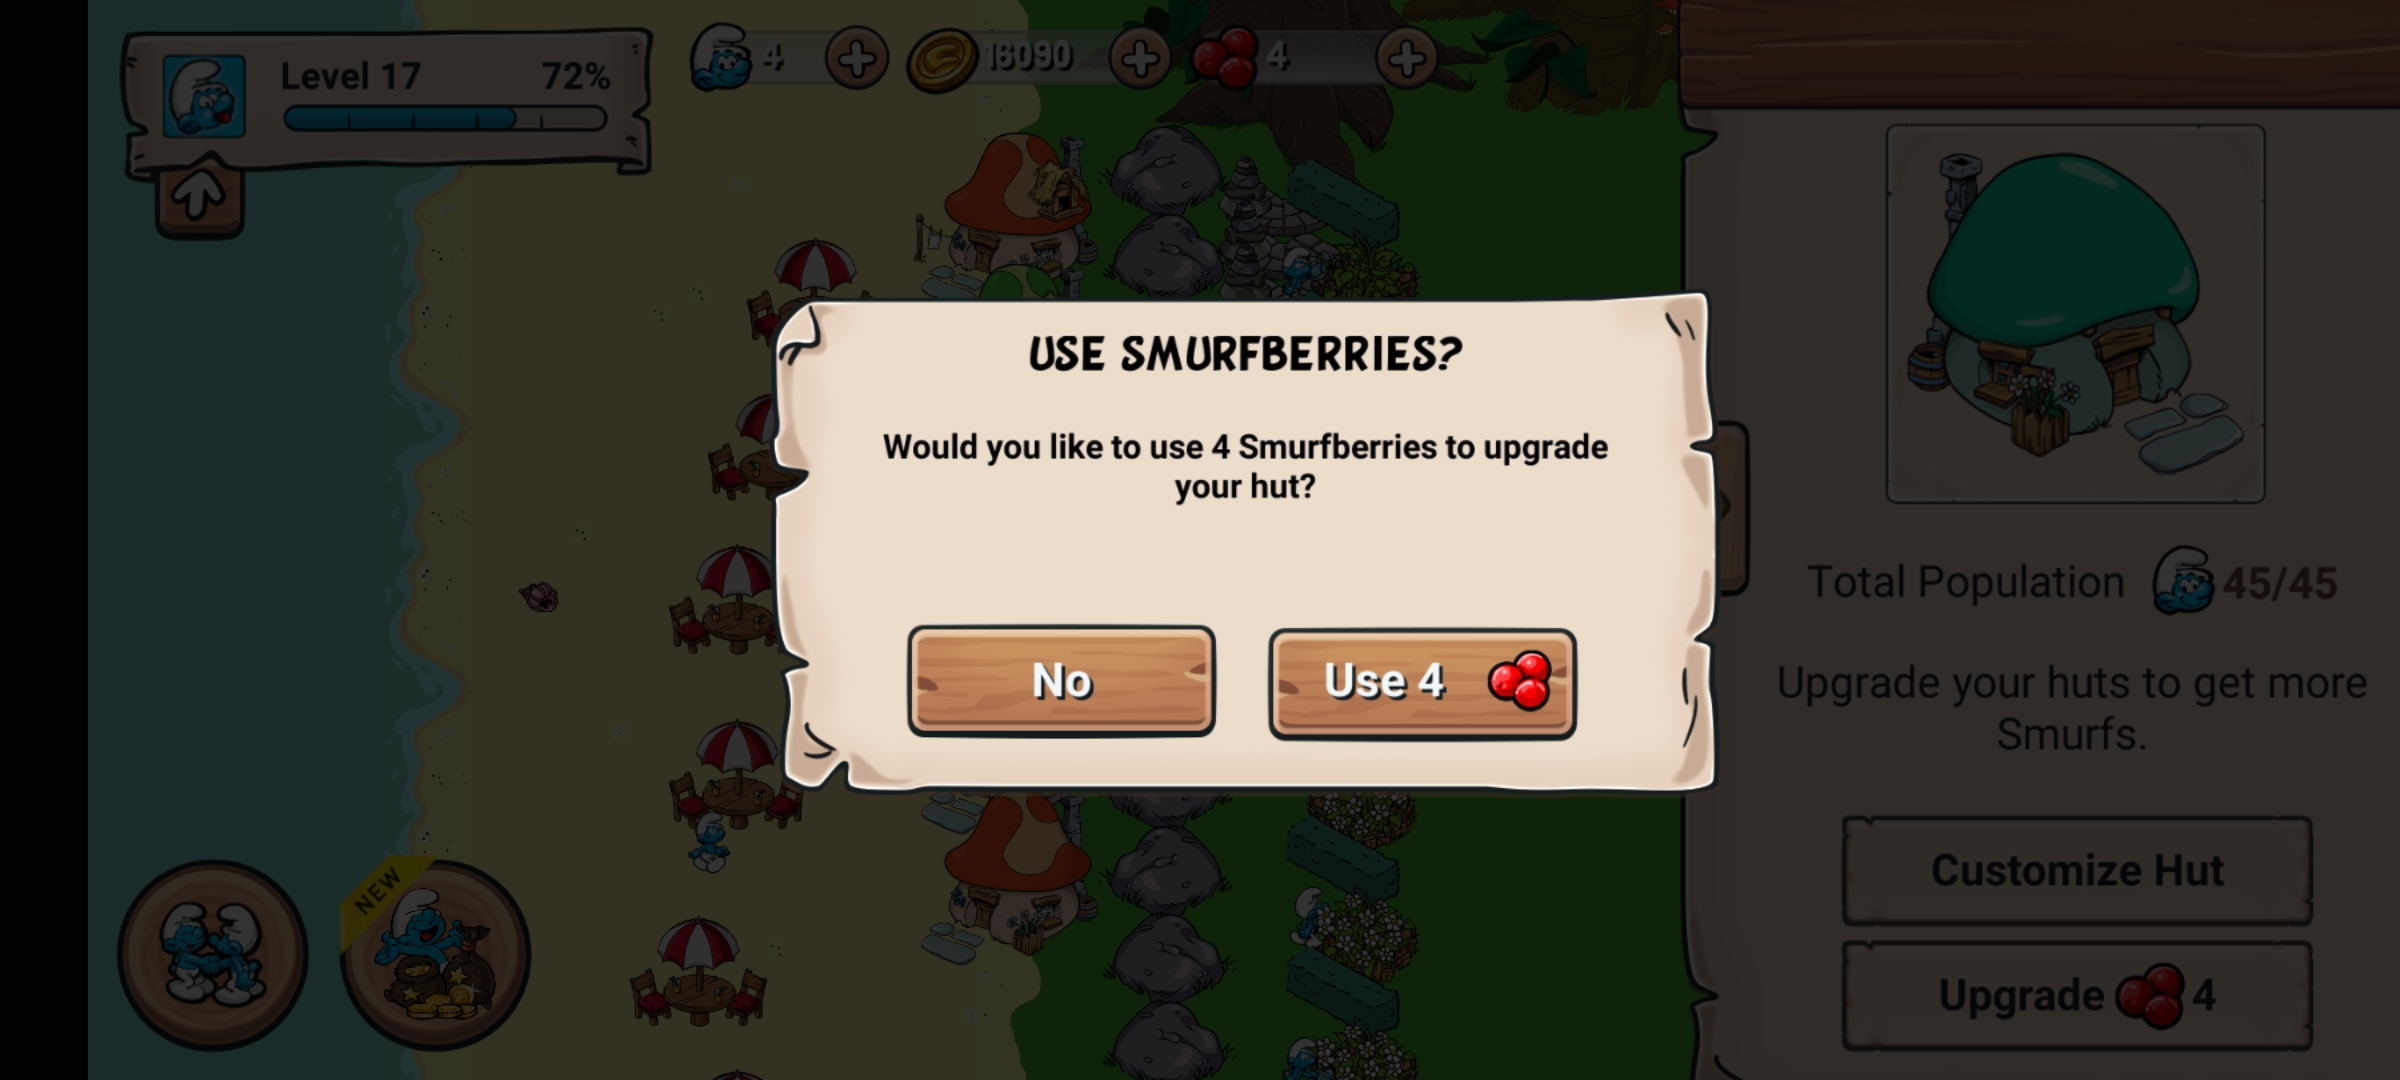 Level 17 72%
4 16090 4
USE SMURFBERRIES?
Would you like to use 4 Smurfberries to upgrade
your hut?
No
Use 4
Total Population 45/45
Upgrade your huts to get more
Smurfs.
Customize Hut
Upgrade 4
NEW